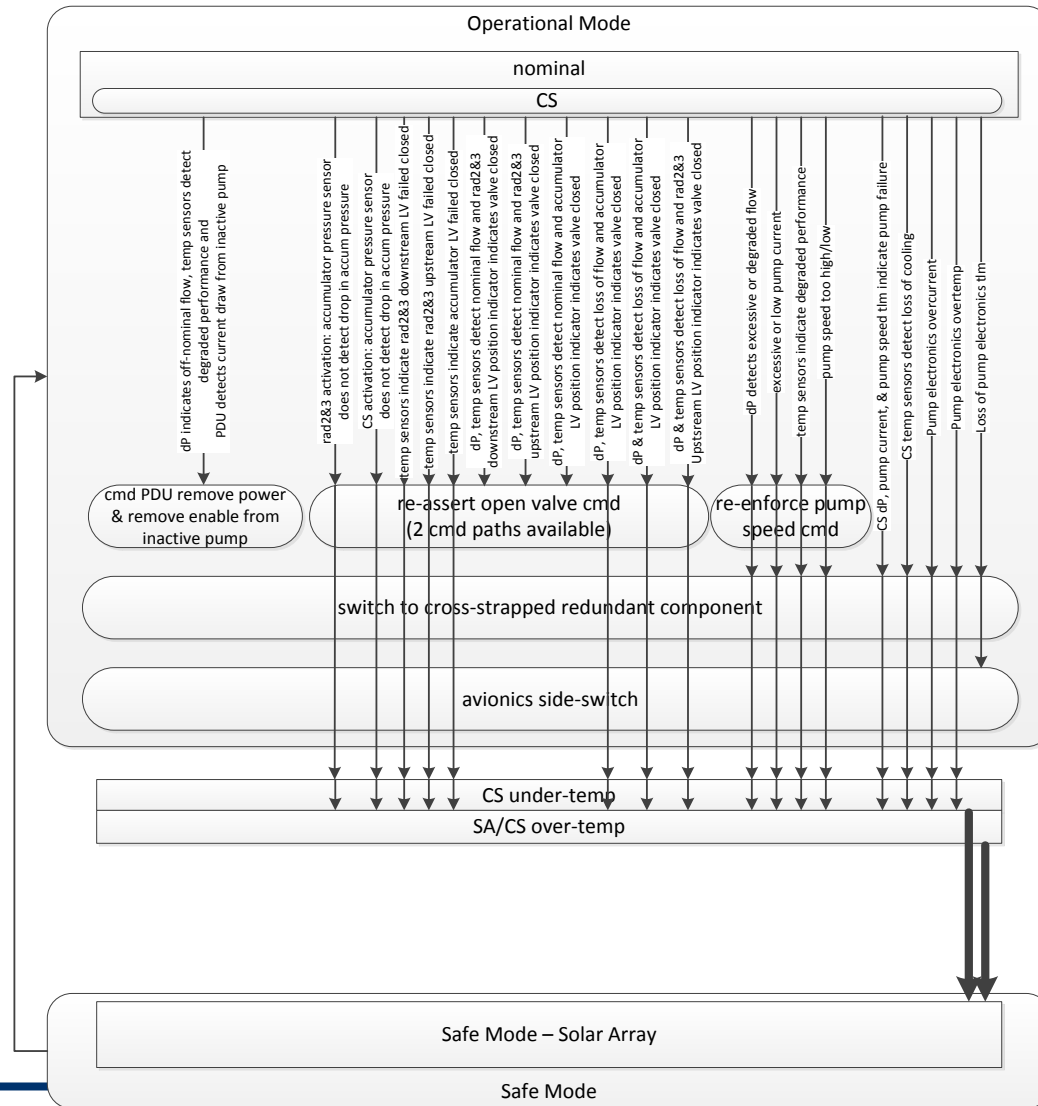 Operational Mode
nominal
CS
dP indicates off-nominal flow, temp sensors detect
degraded performance and
PDU detects current draw from inactive pump
rad2&3 activation: accumulator pressure sensor
does not detect drop in accum pressure
CS activation: accumulator pressure sensor
does not detect drop in accum pressure
temp sensors indicate rad2&3 downstream LV failed closed
temp sensors indicate rad2&3 upstream LV failed closed
temp sensors indicate accumulator LV failed closed
dP, temp sensors detect nominal flow and rad2&3
downstream LV position indicator indicates valve closed
dP, temp sensors detect nominal flow and rad2&3
upstream LV position indicator indicates valve closed
dP, temp sensors detect nominal flow and accumulator
LV position indicator indicates valve closed
dP, temp sensors detect loss of flow and accumulator
LV position indicator indicates valve closed
dP & temp sensors detect loss of flow and accumulator
LV position indicator indicates valve closed
dP & temp sensors detect loss of flow and rad2&3
Upstsream LV position indicator indicates valve closed
dP detects excessive or degraded flow
excessive or low pump current
temp sensors indicate degraded performance
pump speed too high/low
CS dP, pump current, & pump speed tlm indicate pump failure
CS temp sensors detect loss of cooling
Pump electronics overcurrent
Pump electronics overtemp
Loss of pump electronics tlm
cmd PDU remove power
& remove enable from
inactive pump
re-assert open valve cmd
(2 cmd paths available)
re-enforce pump
speed cmd
switch to cross-strapped redundant component
avionics side-switch
CS under-temp
SA/CS over-temp
Safe Mode – Solar Array
Safe Mode